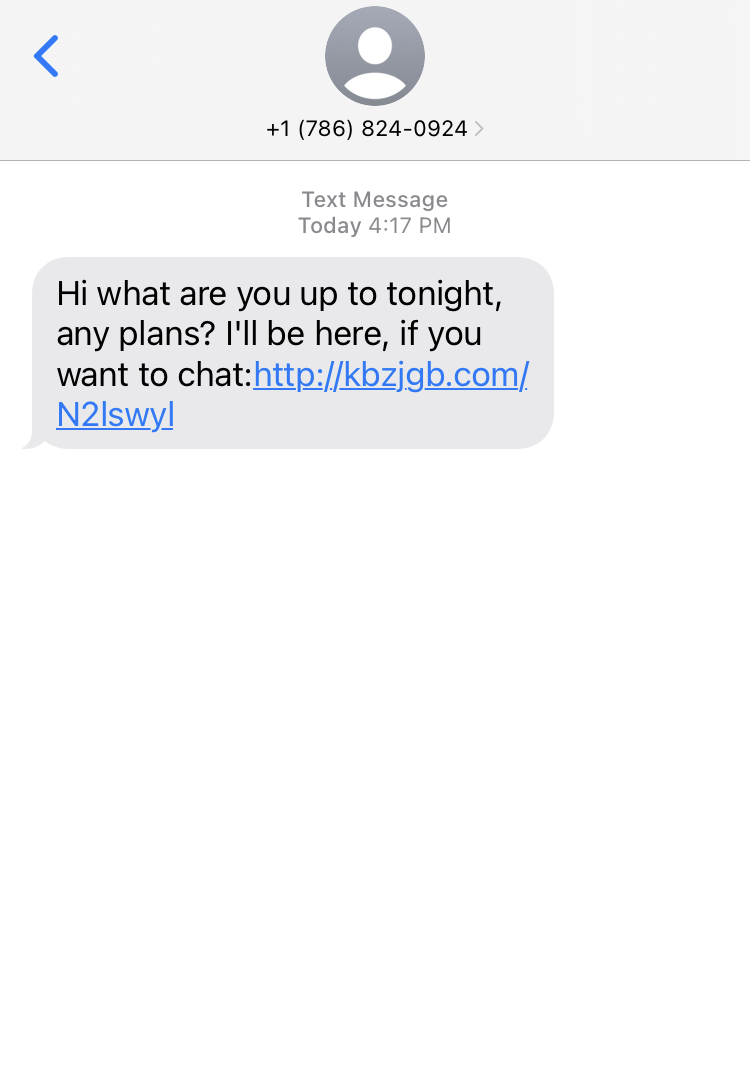 +1 (786) 824-0924
Text Message
Today 4:17 PM
Hi what are you up to tonight,
any plans? I'll be here, if you
want to chat:http://kbzjgb.com/
N2lswyl